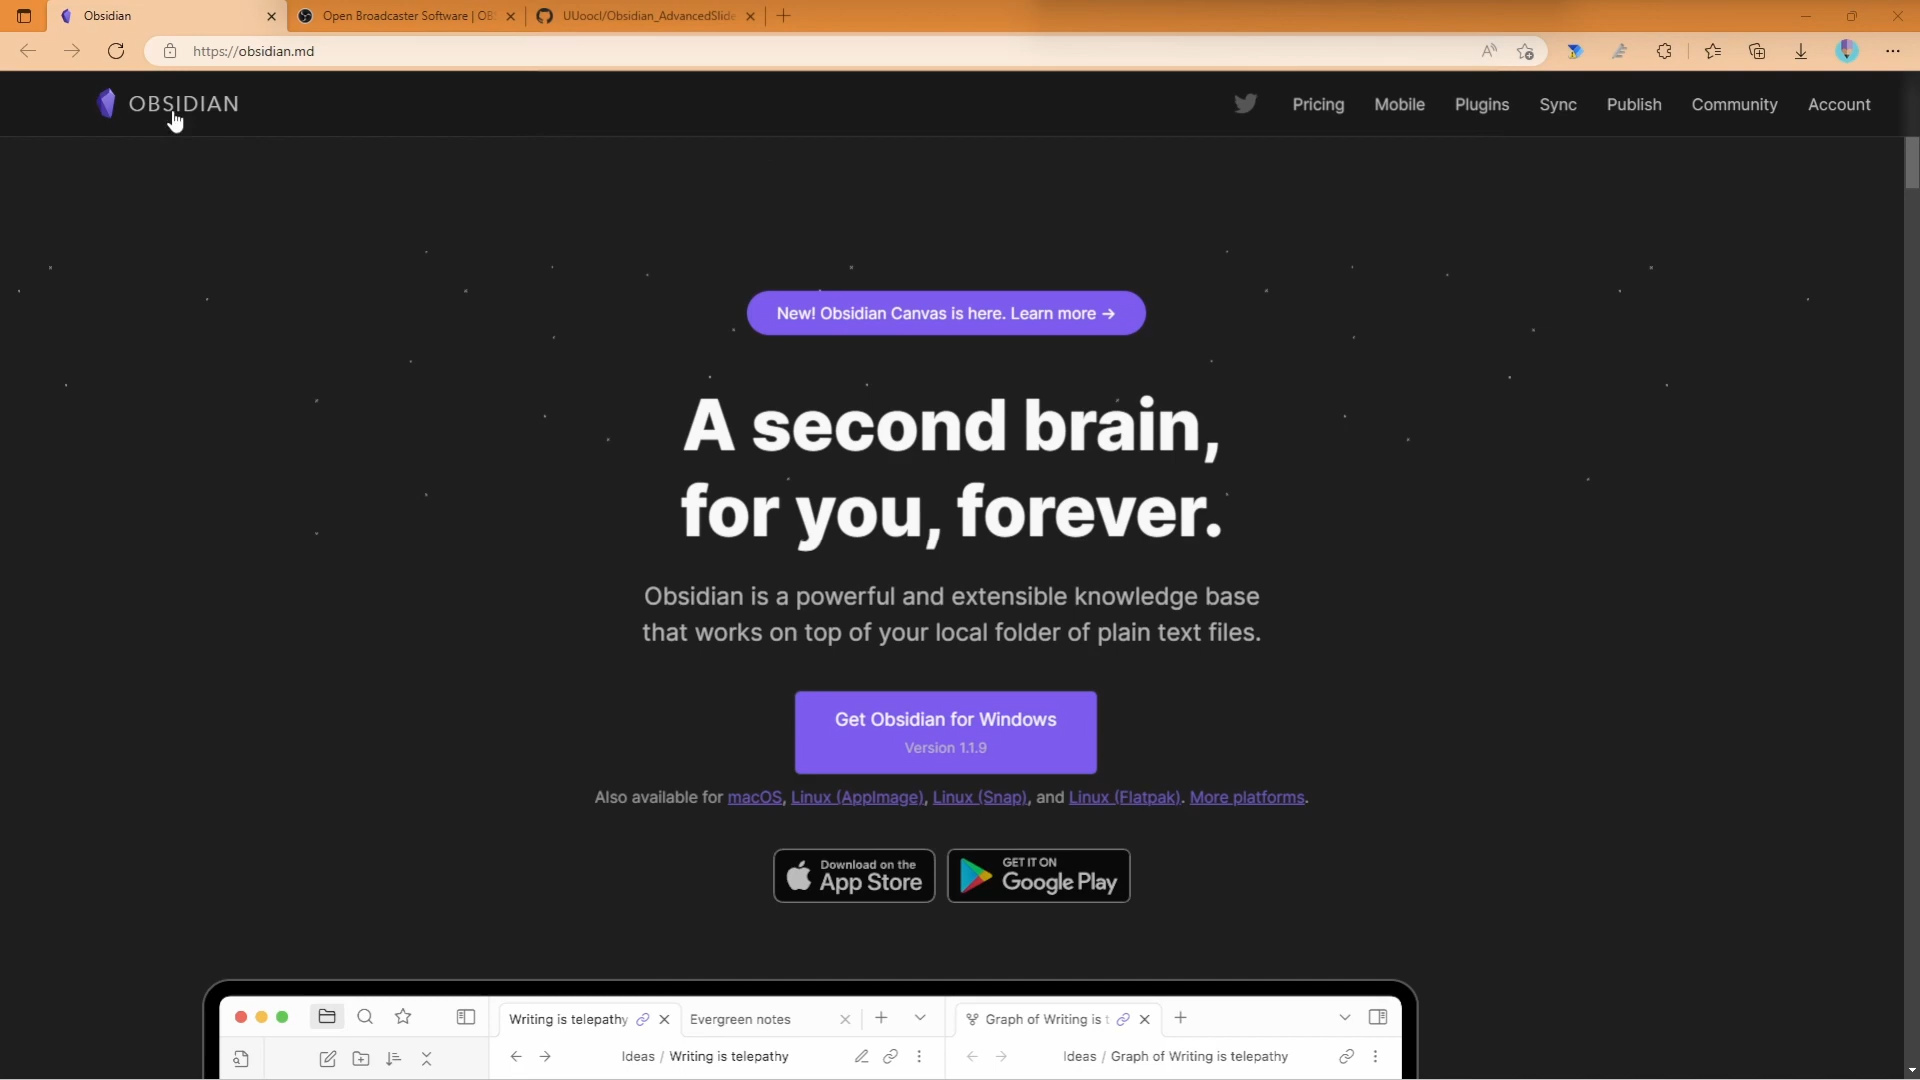 Obsidian
Open Broadcaster Software | OB
UUoocl/Obsidian_AdvancedSlide
https://obsidian.md
OBSIDIAN
Pricing
Mobile
Plugins
Sync
Publish
Community
Account
New! Obsidian Canvas is here. Learn more →
A second brain,
for you, forever.
Obsidian is a powerful and extensible knowledge base
that works on top of your local folder of plain text files.
Get Obsidian for Windows
Version 1.1.9
Also available for macOS, Linux (AppImage), Linux (Snap), and Linux (Flatpak). More platforms.
Download on the
App Store
GET IT ON
Google Play
Writing is telepathy
Evergreen notes
Graph of Writing is t
Ideas / Writing is telepathy
Ideas / Graph of Writing is telepathy